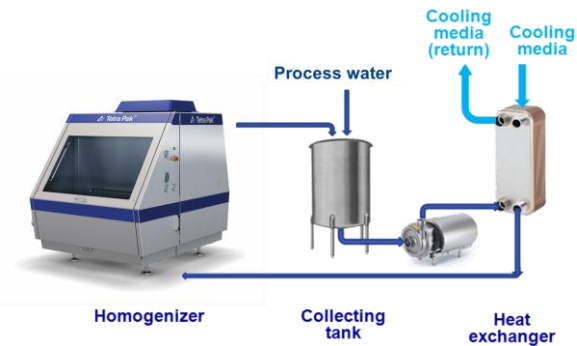 Cooling
media
(return)
Cooling
media
Process water
Tetra Pak
Tetra Pak
Homogenizer
Collecting
tank
Heat
exchanger